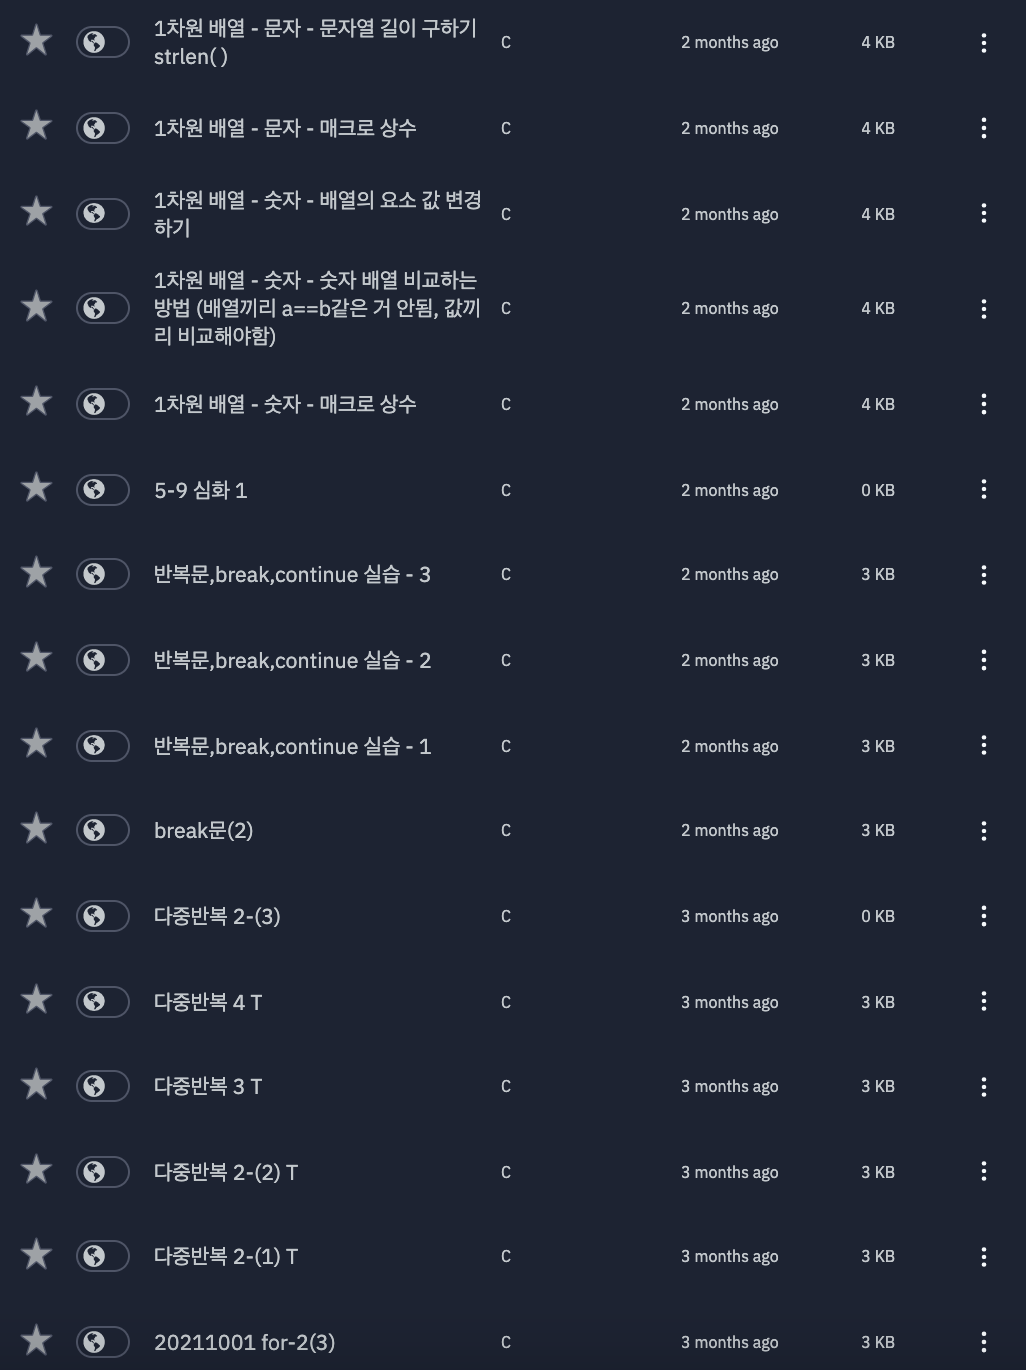 1차원 배열 - 문자 - 문자열 길이 구하기
strlen( )
C
2 months ago
4 KB
1차원 배열 - 문자 - 매크로 상수
C
2 months ago
4 KB
1차원 배열 - 숫자 - 배열의 요소 값 변경
하기
C
2 months ago
4 KB
1차원 배열 - 숫자 - 숫자 배열 비교하는
방법 (배열끼리 a==b같은 거 안됨, 값끼
리 비교해야함)
C
2 months ago
4 KB
1차원 배열 - 숫자 - 매크로 상수
C
2 months ago
4 KB
5-9 심화 1
C
2 months ago
0 KB
반복문,break,continue 실습 - 3
C
2 months ago
3 KB
반복문,break,continue 실습 - 2
C
2 months ago
3 KB
반복문,break,continue 실습 - 1
C
2 months ago
3 KB
break문(2)
C
2 months ago
3 KB
다중반복 2-(3)
C
3 months ago
0 KB
다중반복 4 T
C
3 months ago
3 KB
다중반복 3 T
C
3 months ago
3 KB
다중반복 2-(2) T
C
3 months ago
3 KB
다중반복 2-(1) T
C
3 months ago
3 KB
20211001 for-2(3)
C
3 months ago
3 KB